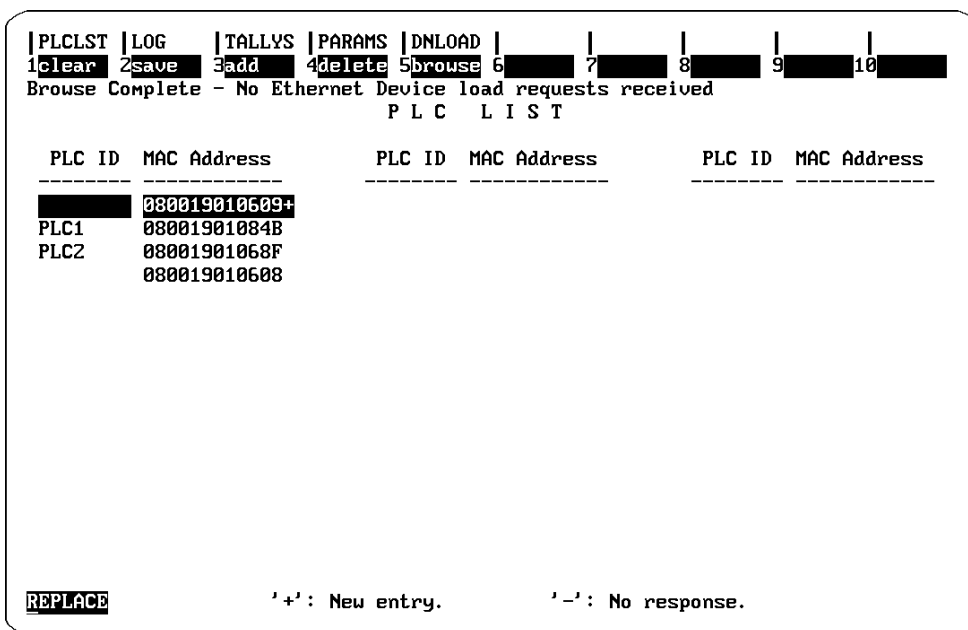 |PLCLST |LOG |TALLYS |PARAMS |DNLOAD | | | | |
1clear 2save 3add 4delete 5browse 6 7 8 9 10
Browse Complete - No Ethernet Device load requests received
P L C L I S T
PLC ID MAC Address PLC ID MAC Address PLC ID MAC Address
-------- ------------ -------- ------------ -------- ------------
080019010609+
PLC1 08001901084B
PLC2 08001901068F
080019010608
REPLACE '+': New entry. '-': No response.